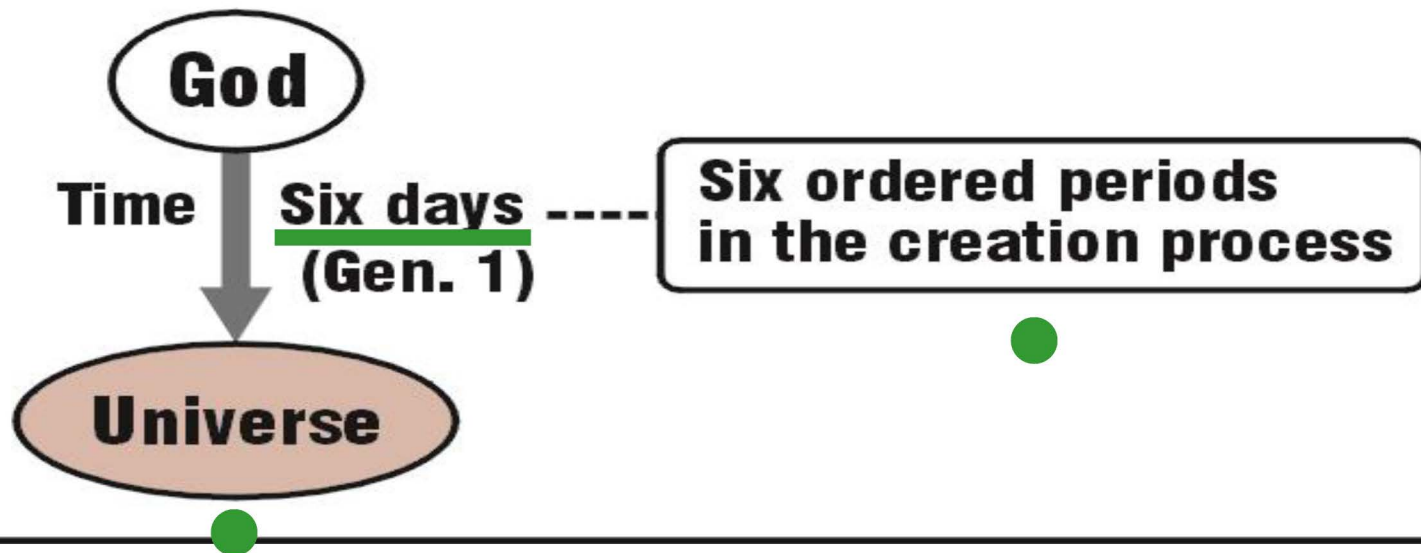 God
Time
Six days
(Gen. 1)
Six ordered periods
in the creation process
Universe